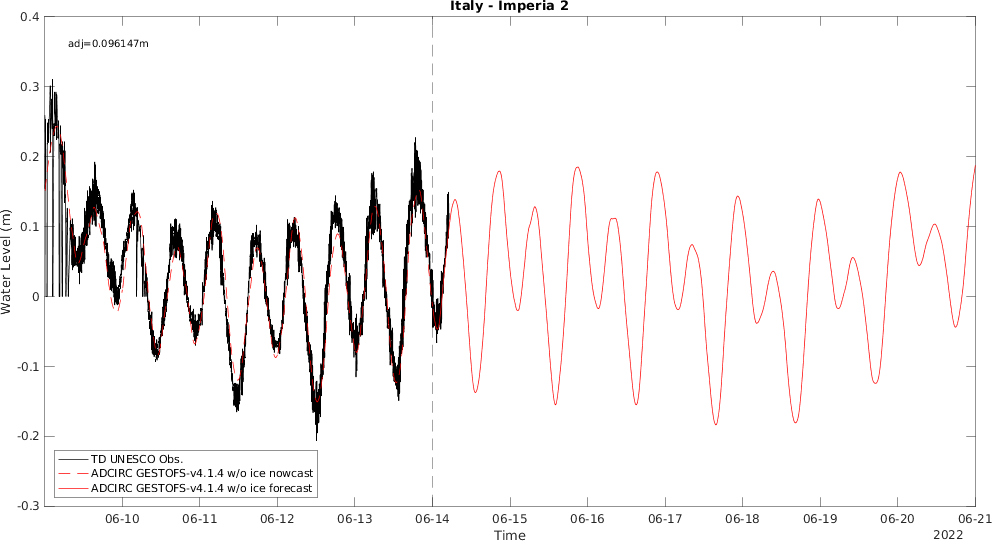 Italy - Imperia 2
adj=0.096147m
0.4
0.3
0.2
0.1
0
-0.1
-0.2
-0.3
Water Level (m)
TD UNESCO Obs.
ADCIRC GESTOFS-v4.1.4 w/o ice nowcast
ADCIRC GESTOFS-v4.1.4 w/o ice forecast
06-10 06-11 06-12 06-13 06-14 06-15 06-16 06-17 06-18 06-19 06-20 06-21
Time
2022